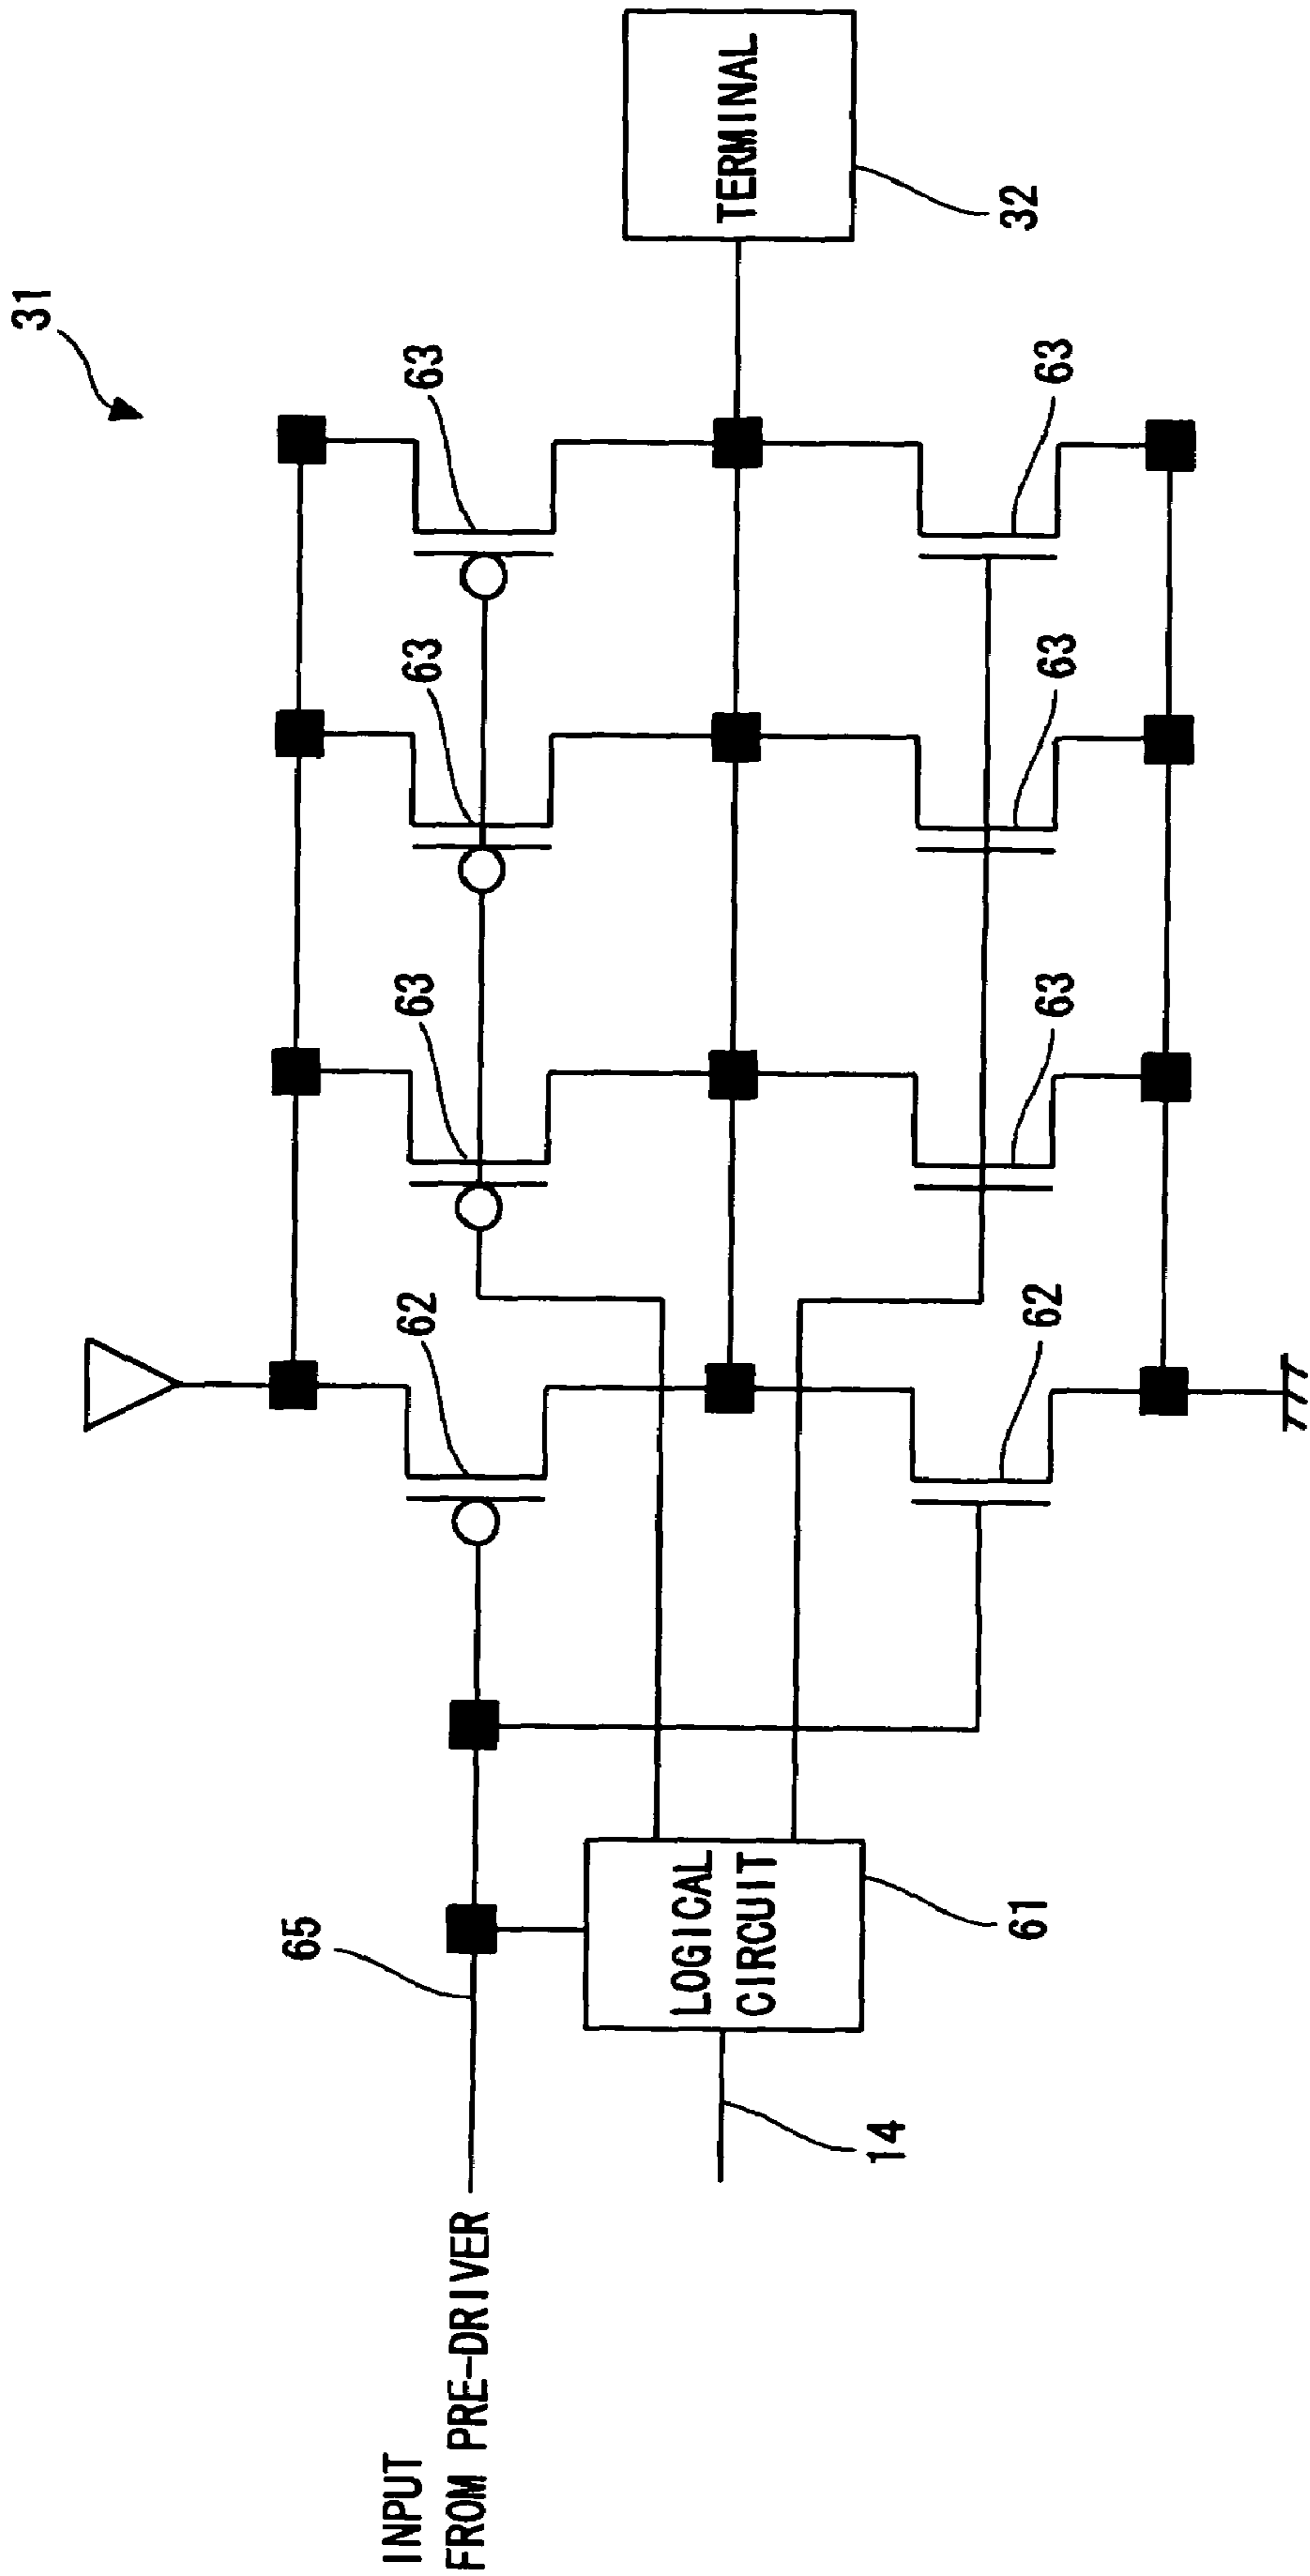 31
63
63
63
62
65
INPUT
FROM PRE-DRIVER
TERMINAL
32
LOGICAL
CIRCUIT
14
61
62
63
63
63